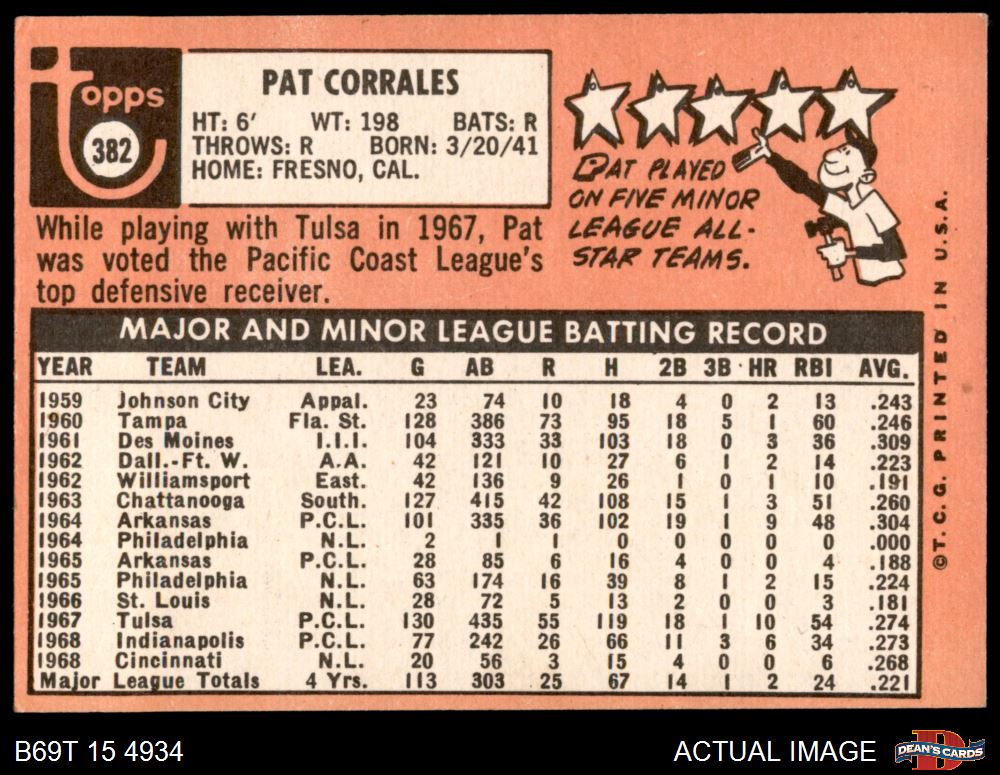 topps
382
PAT CORRALES
HT: 6′ WT: 198 BATS: R
THROWS: R BORN: 3/20/41
HOME: FRESNO, CAL.
While playing with Tulsa in 1967, Pat
was voted the Pacific Coast League's
top defensive receiver.
PAT PLAYED
ON FIVE MINOR
LEAGUE ALL-
STAR TEAMS.
MAJOR AND MINOR LEAGUE BATTING RECORD
YEAR TEAM LEA. G AB R H 2B 3B HR RBI AVG.
1959 Johnson City Appal. 23 74 10 18 4 0 2 13 .243
1960 Tampa Fla. St. 128 386 73 95 18 5 1 60 .246
1961 Des Moines I.I.I. 104 333 33 103 18 0 3 36 .309
1962 Dall.-Ft. W. A.A. 42 121 10 27 6 1 2 14 .223
1962 Williamsport East. 42 136 9 26 1 0 1 10 .191
1963 Chattanooga South. 127 415 42 108 15 1 3 51 .260
1964 Arkansas P.C.L. 101 335 36 102 19 1 9 48 .304
1964 Philadelphia N.L. 2 1 1 0 0 0 0 0 .000
1965 Arkansas P.C.L. 28 85 6 16 4 0 0 4 .188
1965 Philadelphia N.L. 63 174 16 39 8 1 2 15 .224
1966 St. Louis N.L. 28 72 5 13 2 0 0 3 .181
1967 Tulsa P.C.L. 130 435 55 119 18 1 10 54 .274
1968 Indianapolis P.C.L. 77 242 26 66 11 3 6 34 .273
1968 Cincinnati N.L. 20 56 3 15 4 0 0 6 .268
Major League Totals 4 Yrs. 113 303 25 67 14 1 2 24 .221
©T.C.G. PRINTED IN U.S.A.
B69T 15 4934
ACTUAL IMAGE
DEAN'S CARDS